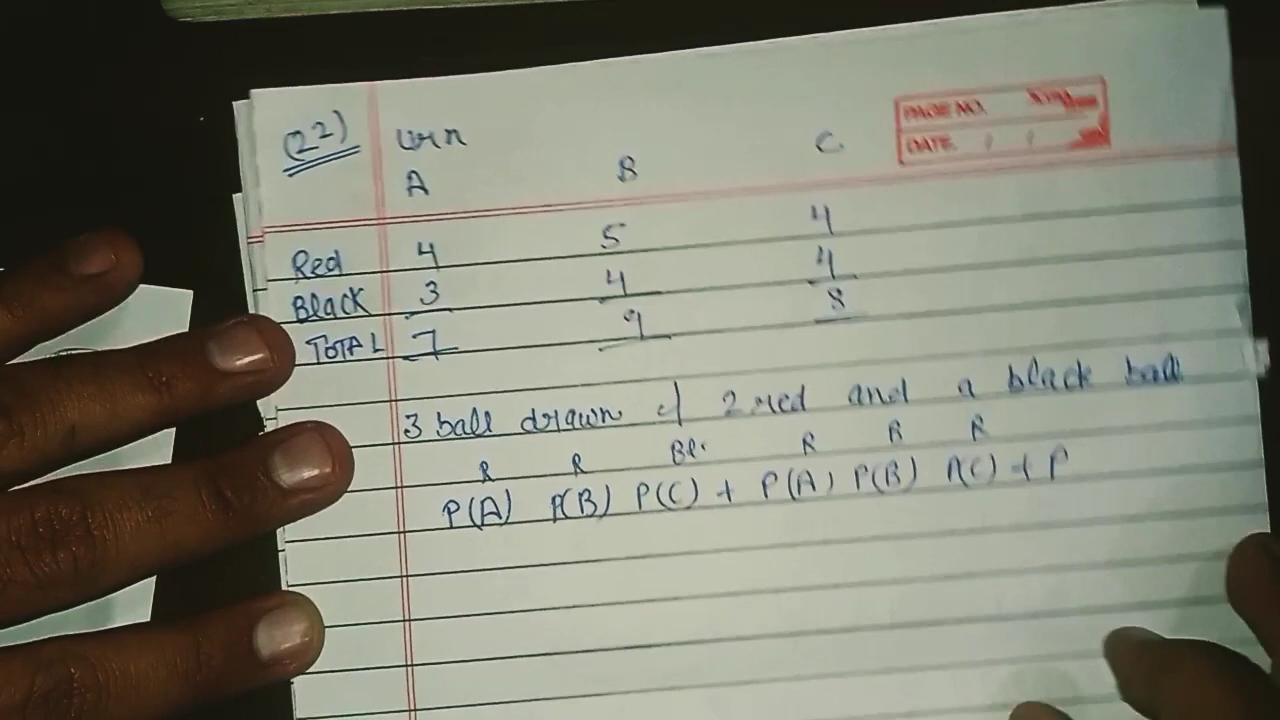 (22) Urn
A B C
PAGE NO.
DATE. / /
Red 4 5 4
Black 3 4 4
TOTAL 7 9 8
3 ball drawn of 2 red and a black ball
R R Bl. R R R
P(A) P(B) P(C) + P(A) P(B) P(C) + P